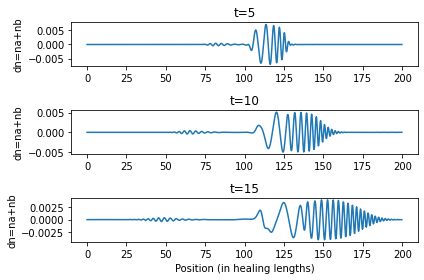 t=5
dn=na+nb
0.005
0.000
−0.005
0 25 50 75 100 125 150 175 200
t=10
dn=na+nb
0.005
0.000
−0.005
0 25 50 75 100 125 150 175 200
t=15
dn=na+nb
0.0025
0.0000
−0.0025
0 25 50 75 100 125 150 175 200
Position (in healing lengths)